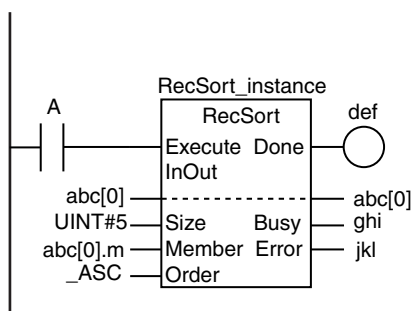 RecSort_instance
A RecSort def
Execute Done
InOut
abc[0] abc[0]
UINT#5 Size Busy ghi
abc[0].m Member Error jkl
_ASC Order